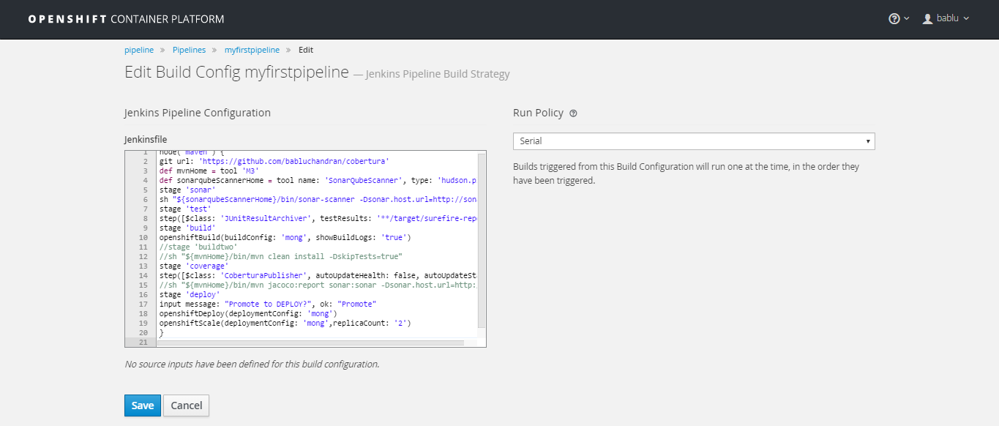 OPENSHIFT CONTAINER PLATFORM
bablu
pipeline » Pipelines » myfirstpipeline » Edit
Edit Build Config myfirstpipeline — Jenkins Pipeline Build Strategy
Jenkins Pipeline Configuration
Jenkinsfile
1 node('maven') {
2 git url: 'https://github.com/babluchandran/cobertura'
3 def mvnHome = tool 'M3'
4 def sonarqubeScannerHome = tool name: 'SonarQubeScanner', type: 'hudson.p
5 stage 'sonar'
6 sh "${sonarqubeScannerHome}/bin/sonar-scanner -Dsonar.host.url=http://son
7 stage 'test'
8 step([$class: 'JUnitResultArchiver', testResults: '**/target/surefire-rep
9 stage 'build'
10 openshiftBuild(buildConfig: 'mong', showBuildLogs: 'true')
11 //stage 'buildtwo'
12 //sh "${mvnHome}/bin/mvn clean install -DskipTests=true"
13 stage 'coverage'
14 step([$class: 'CoberturaPublisher', autoUpdateHealth: false, autoUpdateSt
15 //sh "${mvnHome}/bin/mvn jacoco:report sonar:sonar -Dsonar.host.url=http:
16 stage 'deploy'
17 input message: "Promote to DEPLOY?", ok: "Promote"
18 openshiftDeploy(deploymentConfig: 'mong')
19 openshiftScale(deploymentConfig: 'mong',replicaCount: '2')
20 }
21
No source inputs have been defined for this build configuration.
Save Cancel
Run Policy
Serial
Builds triggered from this Build Configuration will run one at the time, in the order they
have been triggered.